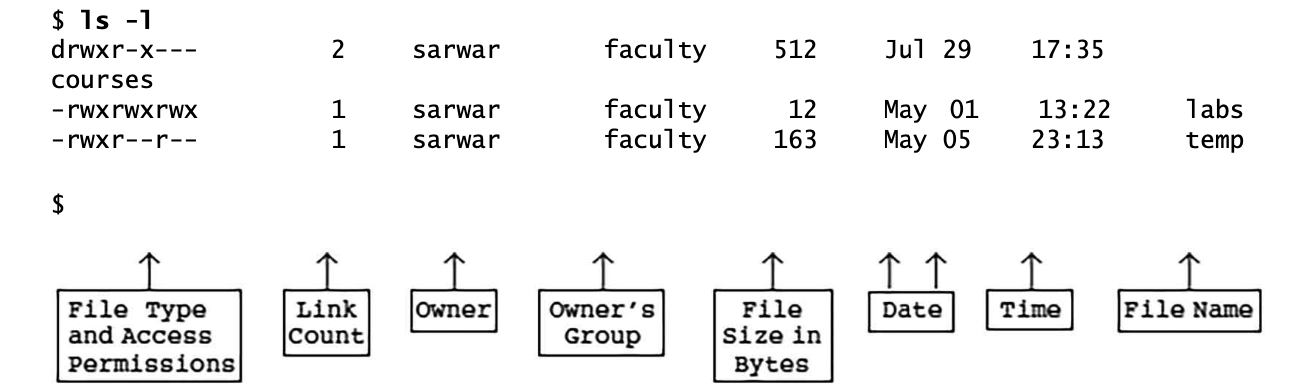 $ ls -l
drwxr-x--- 2 sarwar faculty 512 Jul 29 17:35
courses
-rwxrwxrwx 1 sarwar faculty 12 May 01 13:22 labs
-rwxr--r-- 1 sarwar faculty 163 May 05 23:13 temp
$
File Type
and Access
Permissions
Link
Count
Owner
Owner's
Group
File
Size in
Bytes
Date
Time
File Name